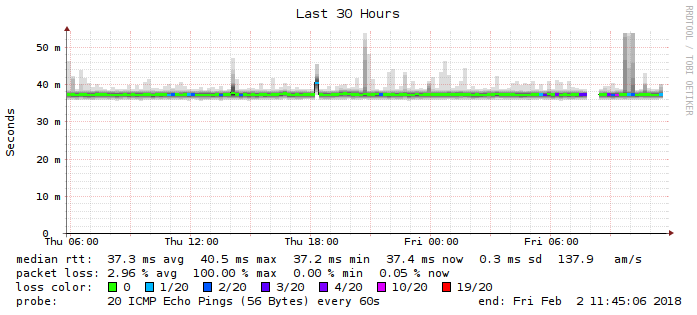 Last 30 Hours
RRDTOOL / TOBI OETIKER
Seconds
50 m
40 m
30 m
20 m
10 m
0
Thu 06:00 Thu 12:00 Thu 18:00 Fri 00:00 Fri 06:00
median rtt: 37.3 ms avg 40.5 ms max 37.2 ms min 37.4 ms now 0.3 ms sd 137.9 am/s
packet loss: 2.96 % avg 100.00 % max 0.00 % min 0.05 % now
loss color: 0 1/20 2/20 3/20 4/20 10/20 19/20
probe: 20 ICMP Echo Pings (56 Bytes) every 60s end: Fri Feb 2 11:45:06 2018